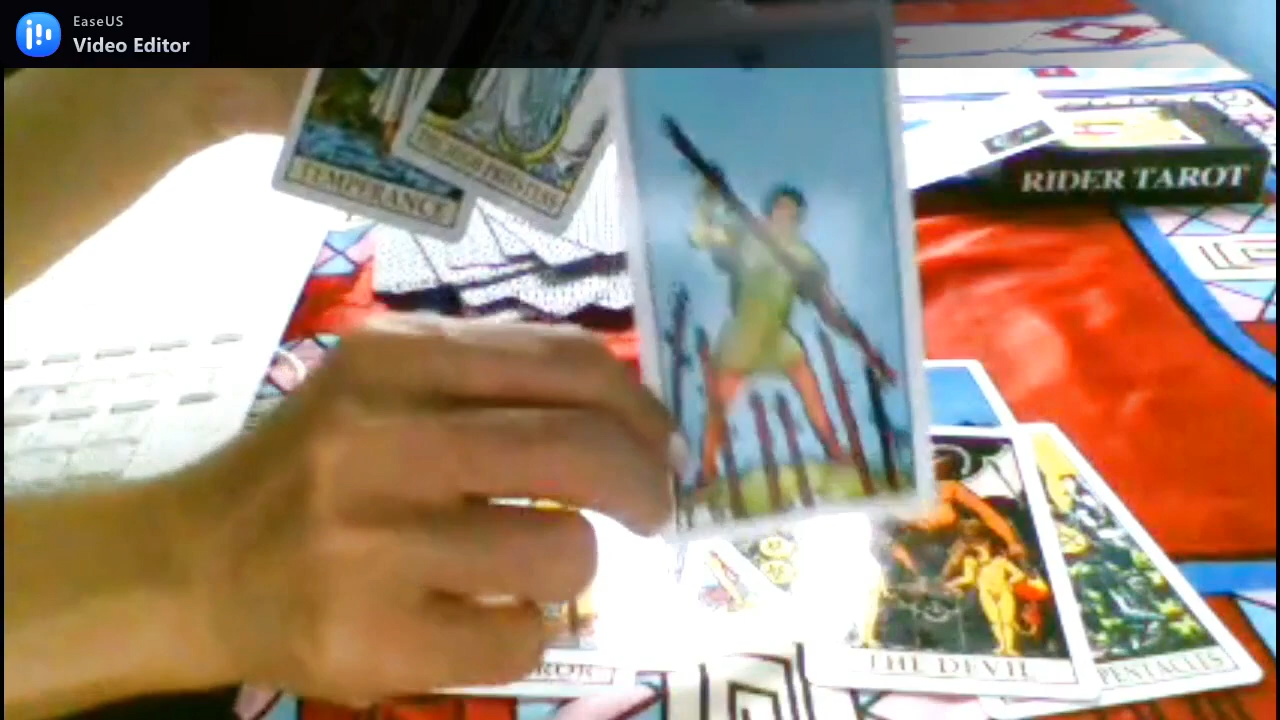 EaseUS
Video Editor
TEMPERANCE
THE HIGH PRIESTESS
RIDER TAROT
THE DEVIL
PENTACLES